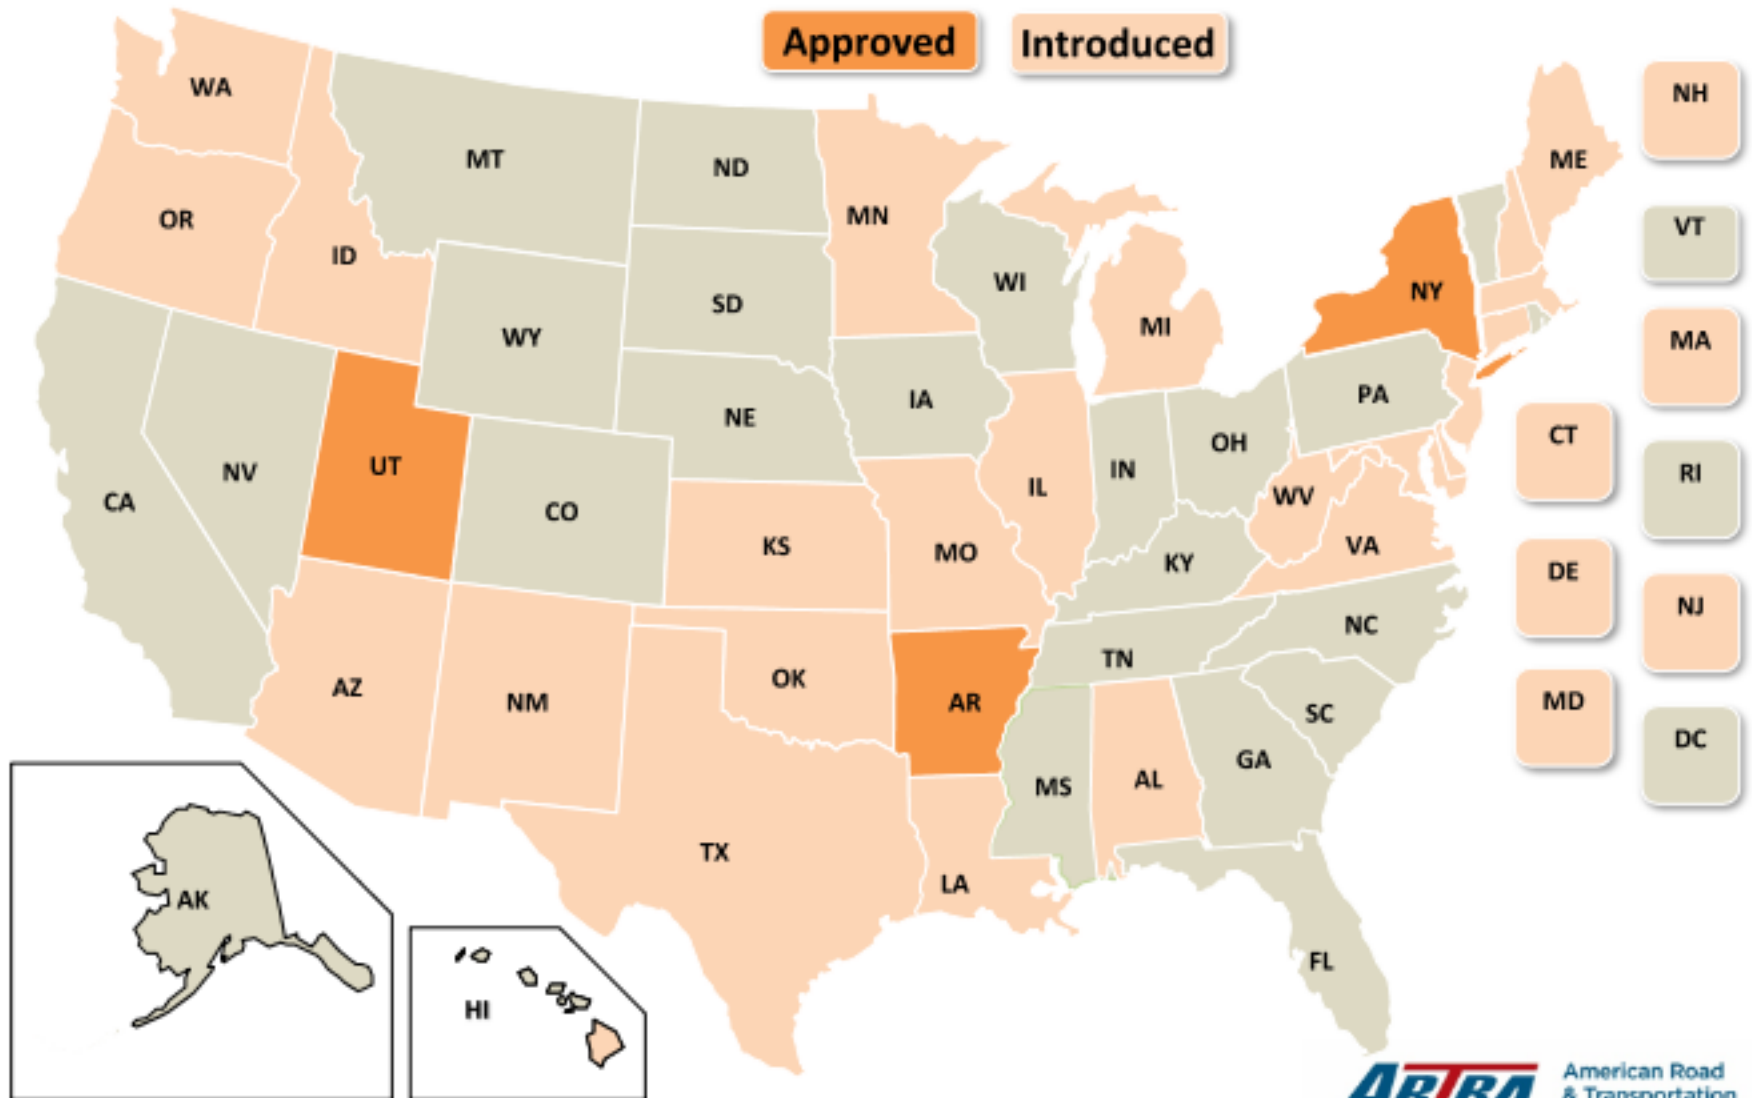 Approved
Introduced
WA
OR
ID
MT
ND
SD
MN
WI
MI
NY
ME
NH
VT
MA
RI
CT
DE
NJ
MD
DC
WY
NE
IA
PA
CA
NV
UT
CO
KS
MO
IL
IN
OH
WV
VA
KY
NC
TN
SC
AZ
NM
OK
AR
MS
AL
GA
TX
LA
FL
AK
HI
ARTBA
American Road
& Transportation